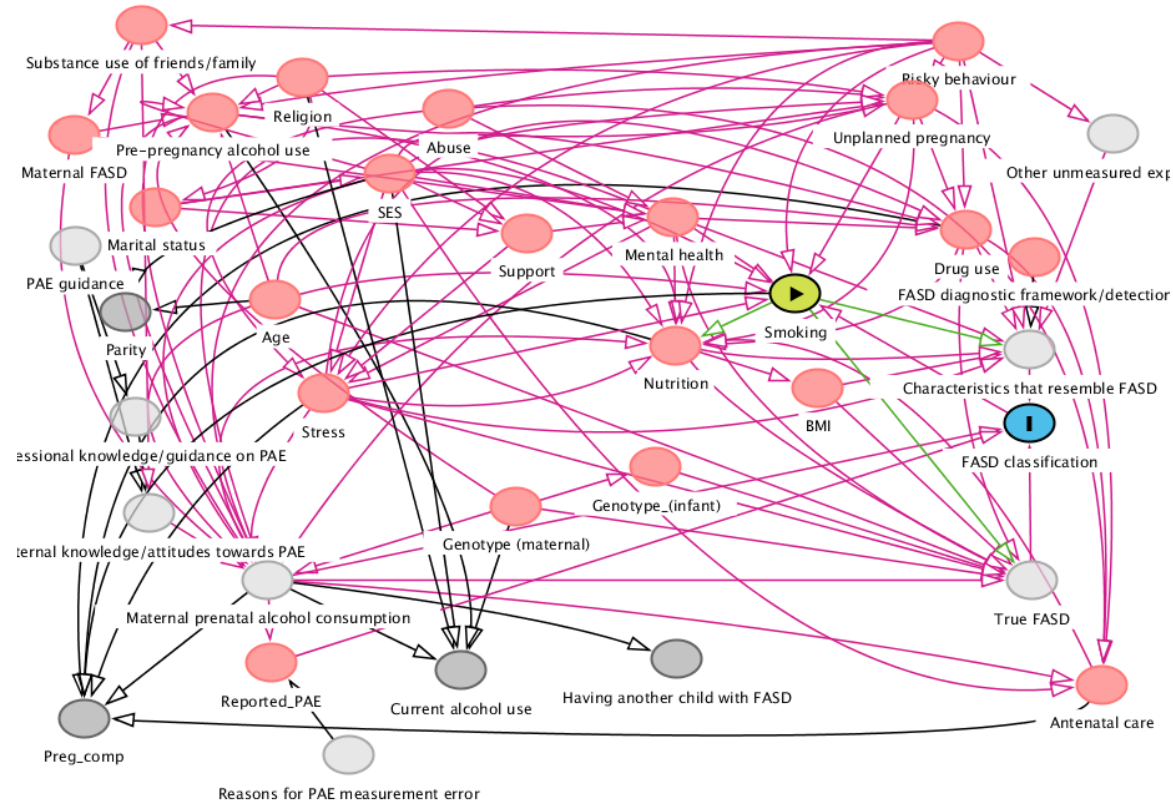 Substance use of friends/family
Risky behaviour
Religion
Unplanned pregnancy
Pre-pregnancy alcohol use
Abuse
Maternal FASD
Other unmeasured exp
SES
Marital status
Mental health
Support
Drug use
PAE guidance
FASD diagnostic framework/detection
Smoking
Age
Parity
Nutrition
Characteristics that resemble FASD
BMI
Stress
essional knowledge/guidance on PAE
FASD classification
Genotype_(infant)
Genotype (maternal)
ternal knowledge/attitudes towards PAE
Maternal prenatal alcohol consumption
True FASD
Having another child with FASD
Reported_PAE
Current alcohol use
Antenatal care
Preg_comp
Reasons for PAE measurement error